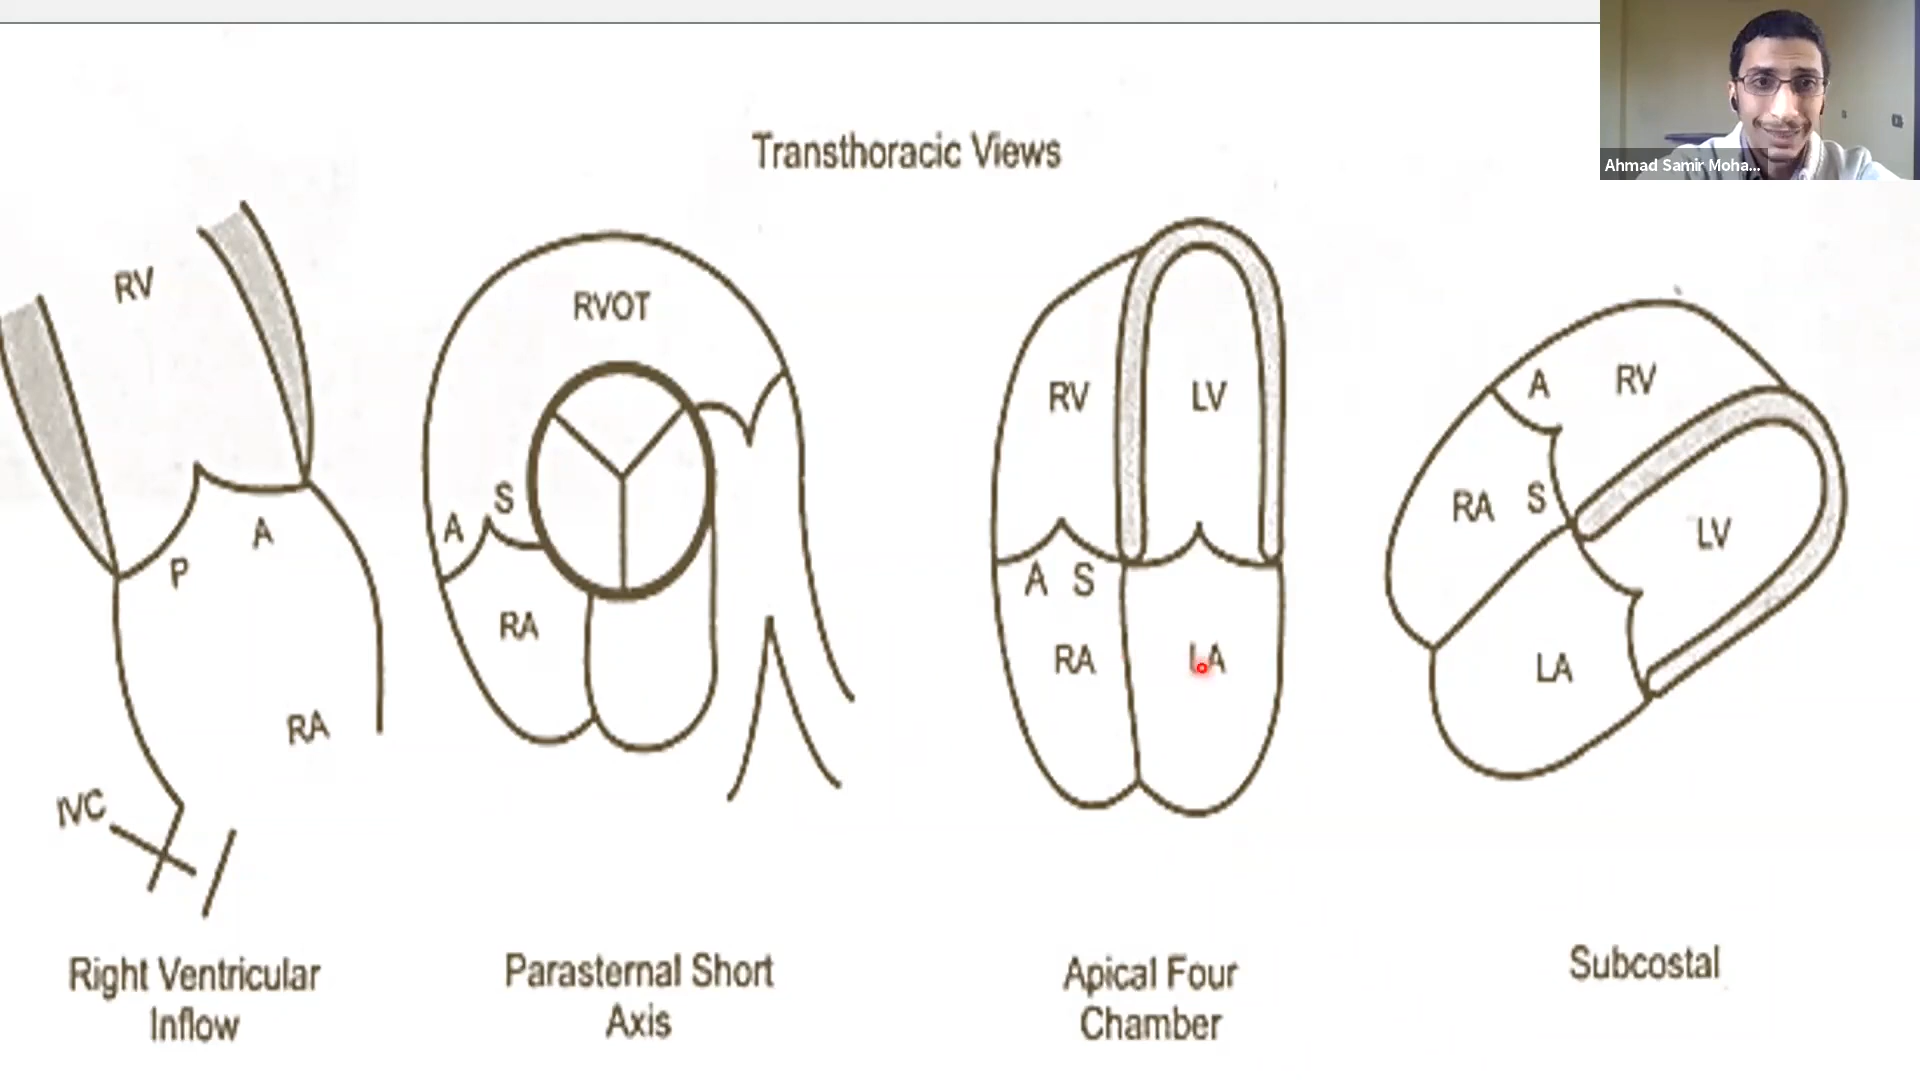 Ahmad Samir Moha...
Transthoracic Views
RV
P
A
RA
IVC
Right Ventricular
Inflow
RVOT
S
A
RA
Parasternal Short
Axis
RV
LV
A S
RA
LA
Apical Four
Chamber
A
RV
RA
S
LV
LA
Subcostal